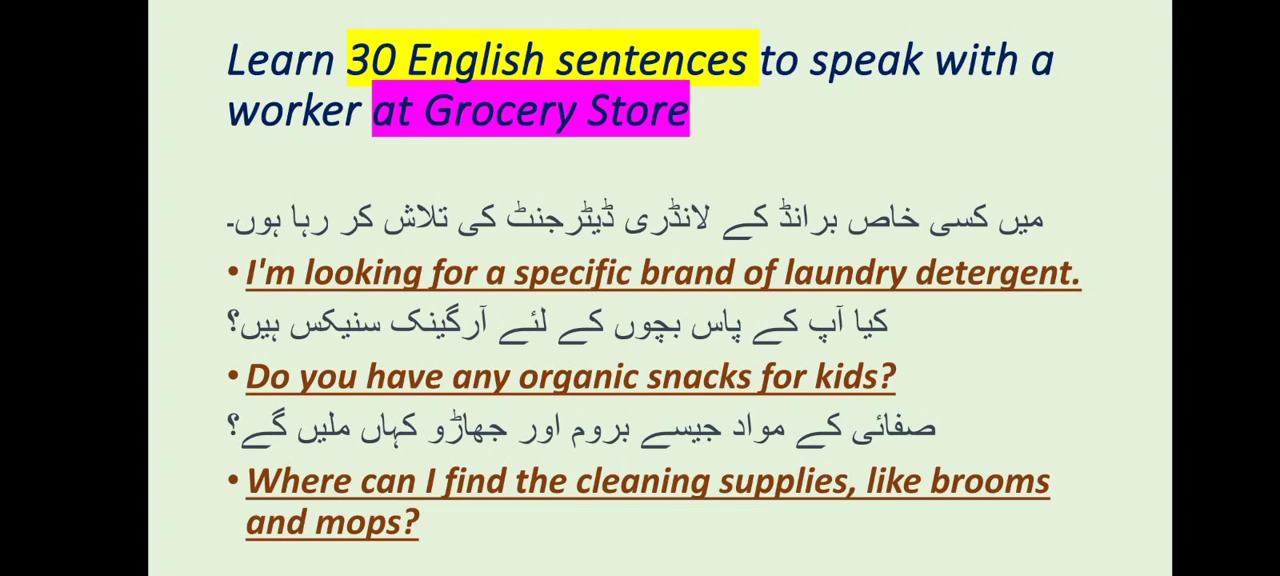 Learn 30 English sentences to speak with a
worker at Grocery Store
میں کسی خاص برانڈ کے لانڈری ڈیٹرجنٹ کی تلاش کر رہا ہوں۔
• I'm looking for a specific brand of laundry detergent.
کیا آپ کے پاس بچوں کے لئے آرگینک سنیکس ہیں؟
• Do you have any organic snacks for kids?
صفائی کے مواد جیسے بروم اور جھاڑو کہاں ملیں گے؟
• Where can I find the cleaning supplies, like brooms
and mops?